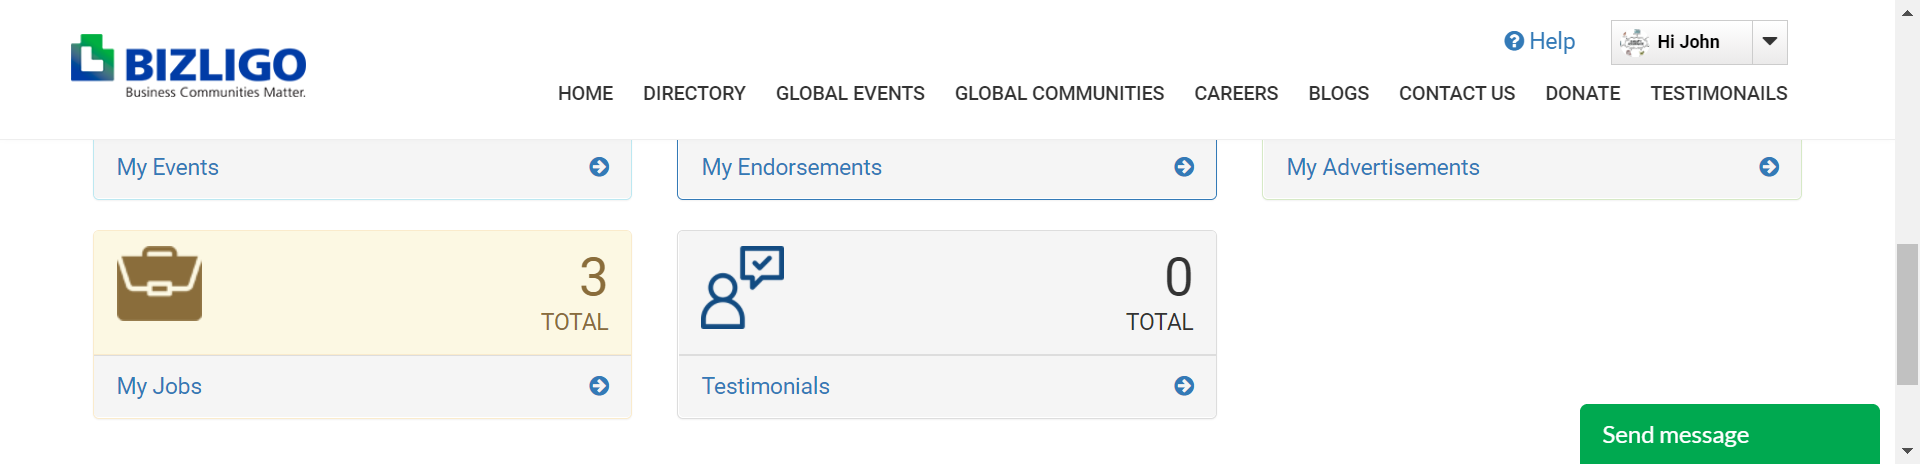 BIZLIGO
Business Communities Matter.
Help
Hi John
HOME DIRECTORY GLOBAL EVENTS GLOBAL COMMUNITIES CAREERS BLOGS CONTACT US DONATE TESTIMONAILS
My Events
My Endorsements
My Advertisements
3
TOTAL
My Jobs
0
TOTAL
Testimonials
Send message